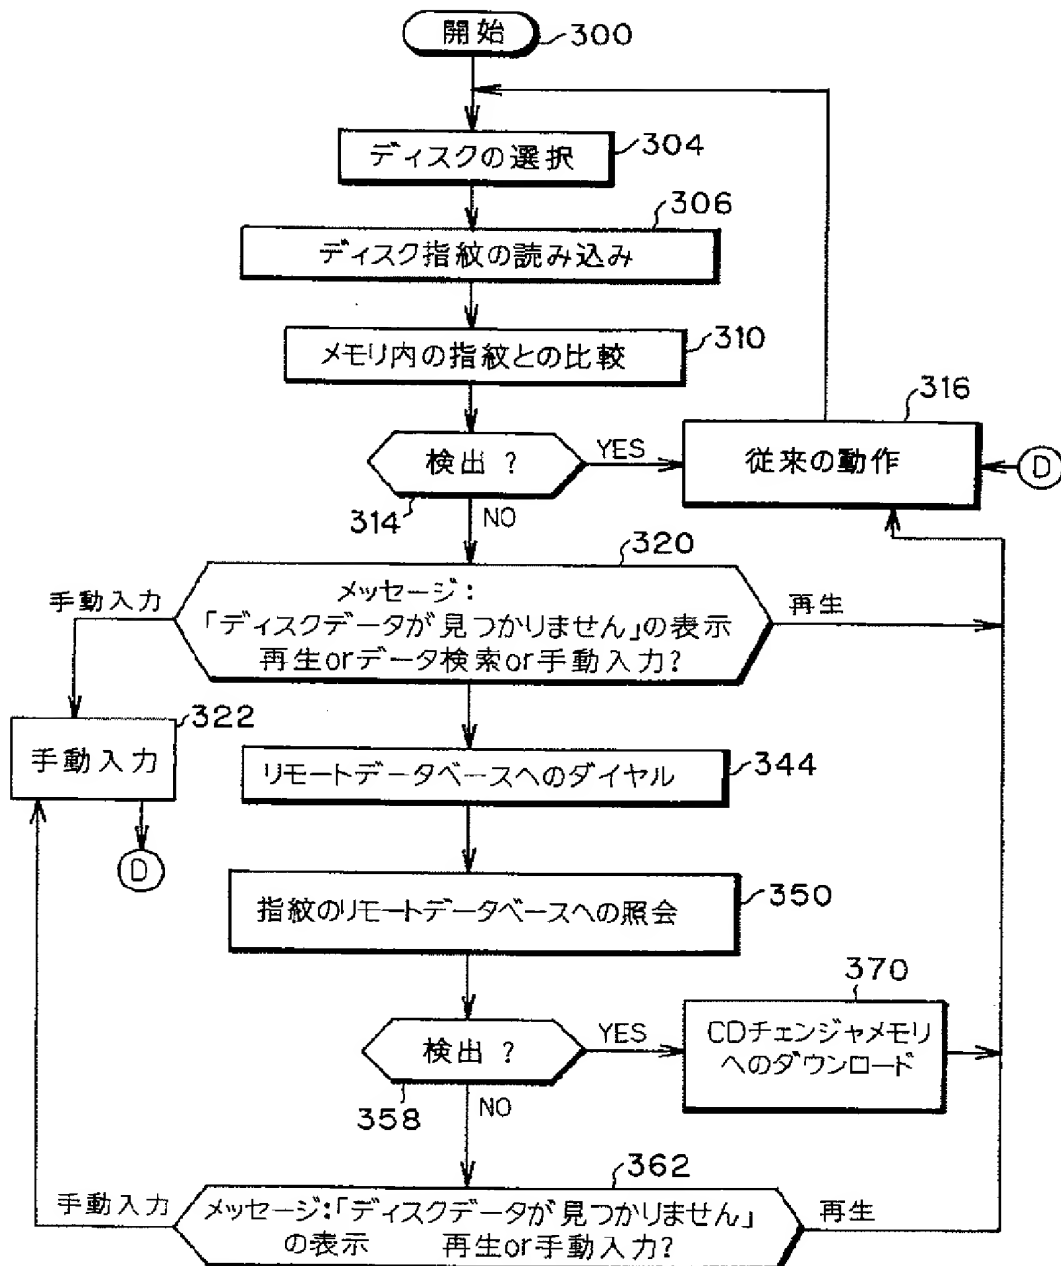 開始
300
ディスクの選択
304
306
ディスク指紋の読み込み
メモリ内の指紋との比較
310
316
検出?
YES
従来の動作
D
314
NO
320
手動入力
メッセージ:
再生
「ディスクデータが見つかりません」の表示
再生orデータ検索or手動入力?
322
手動入力
リモートデータベースへのダイヤル
344
D
指紋のリモートデータベースへの照会
350
370
検出?
YES
CDチェンジャメモリ
へのダウンロード
358
NO
362
手動入力
メッセージ:「ディスクデータが見つかりません」
再生
の表示 再生or手動入力?